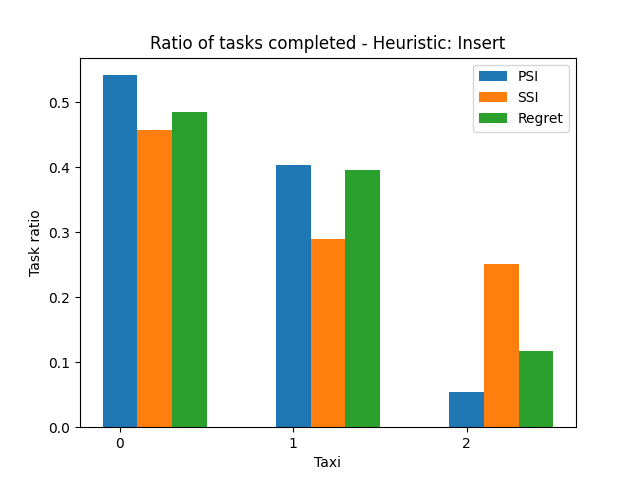 Ratio of tasks completed - Heuristic: Insert
PSI
SSI
Regret
Task ratio
0.5
0.4
0.3
0.2
0.1
0.0
0
1
2
Taxi